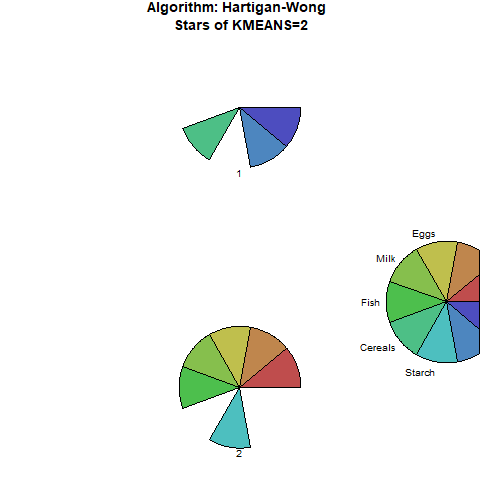 Algorithm: Hartigan-Wong
Stars of KMEANS=2
1
Eggs
Milk
Fish
Cereals
Starch
2